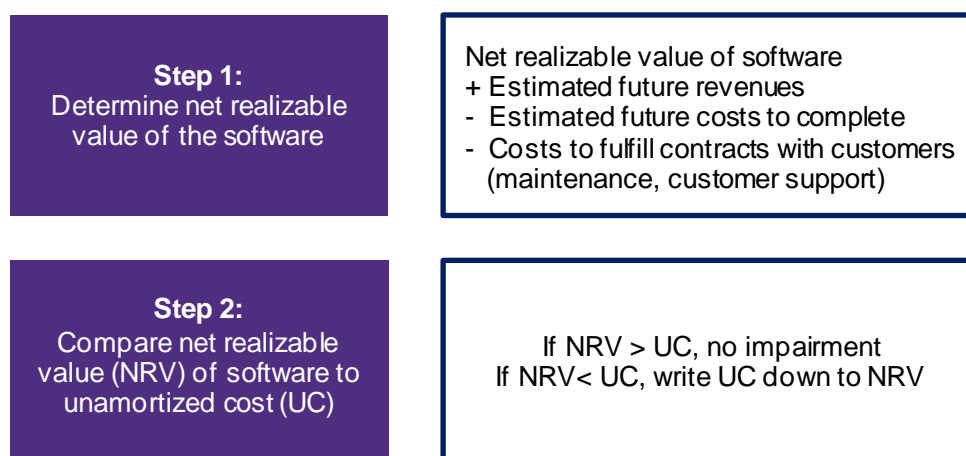 Step 1:
Determine net realizable
value of the software
Net realizable value of software
+ Estimated future revenues
- Estimated future costs to complete
- Costs to fulfill contracts with customers
(maintenance, customer support)
Step 2:
Compare net realizable
value (NRV) of software to
unamortized cost (UC)
If NRV > UC, no impairment
If NRV< UC, write UC down to NRV